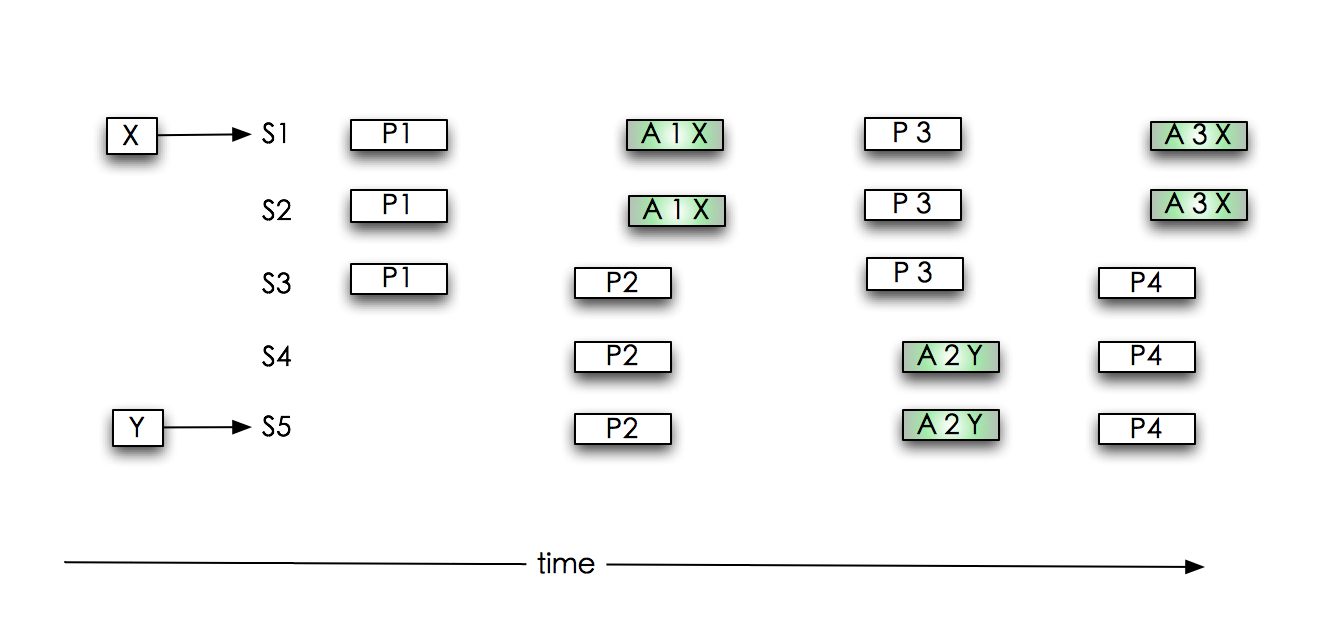 X S1 P1 A 1 X P 3 A 3 X
S2 P1 A 1 X P 3 A 3 X
S3 P1 P2 P 3 P4
S4 P2 A 2 Y P4
Y S5 P2 A 2 Y P4
time